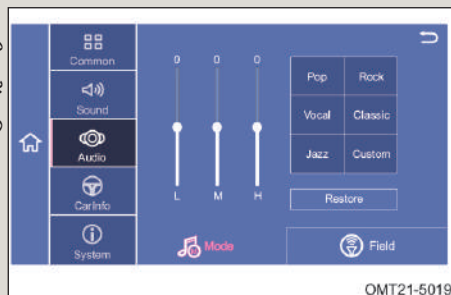 Common
Sound
Audio
CarInfo
System
0 0 0
L M H
Pop Rock
Vocal Classic
Jazz Custom
Restore
Mode
Field
OMT21-5019